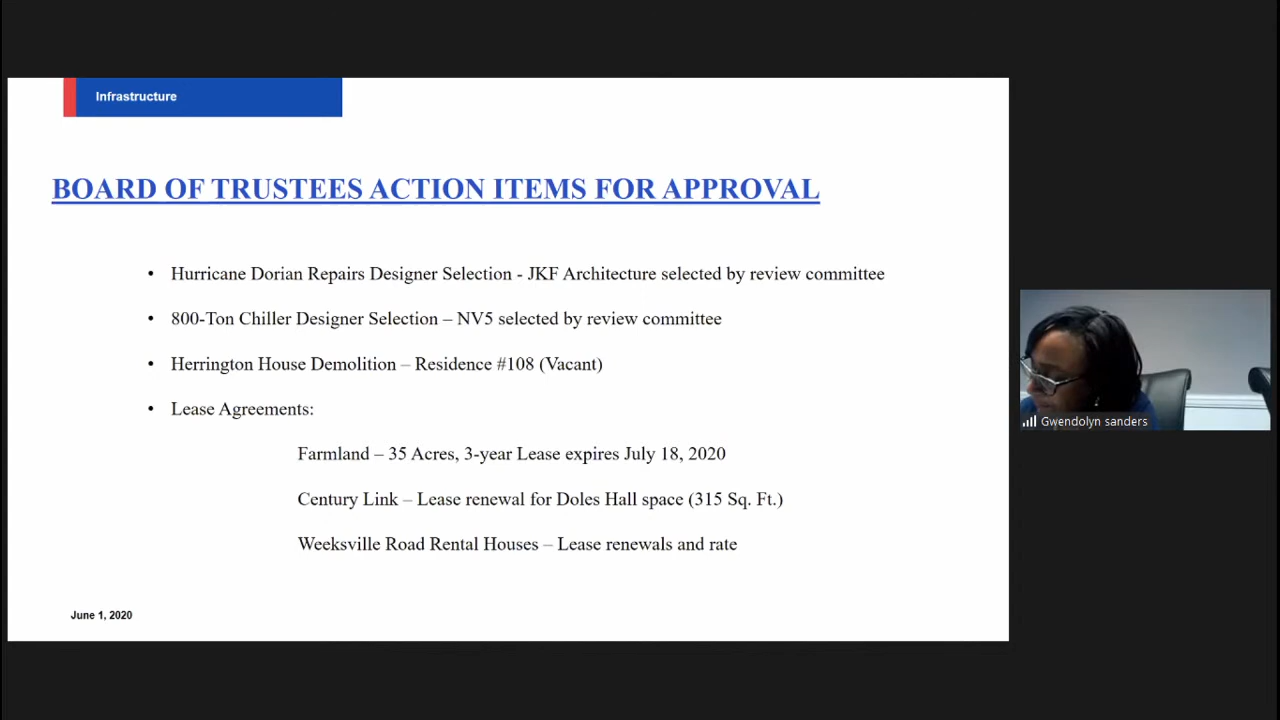 Infrastructure
BOARD OF TRUSTEES ACTION ITEMS FOR APPROVAL
• Hurricane Dorian Repairs Designer Selection - JKF Architecture selected by review committee
• 800-Ton Chiller Designer Selection – NV5 selected by review committee
• Herrington House Demolition – Residence #108 (Vacant)
• Lease Agreements:
Farmland – 35 Acres, 3-year Lease expires July 18, 2020
Century Link – Lease renewal for Doles Hall space (315 Sq. Ft.)
Weeksville Road Rental Houses – Lease renewals and rate
June 1, 2020
Gwendolyn sanders